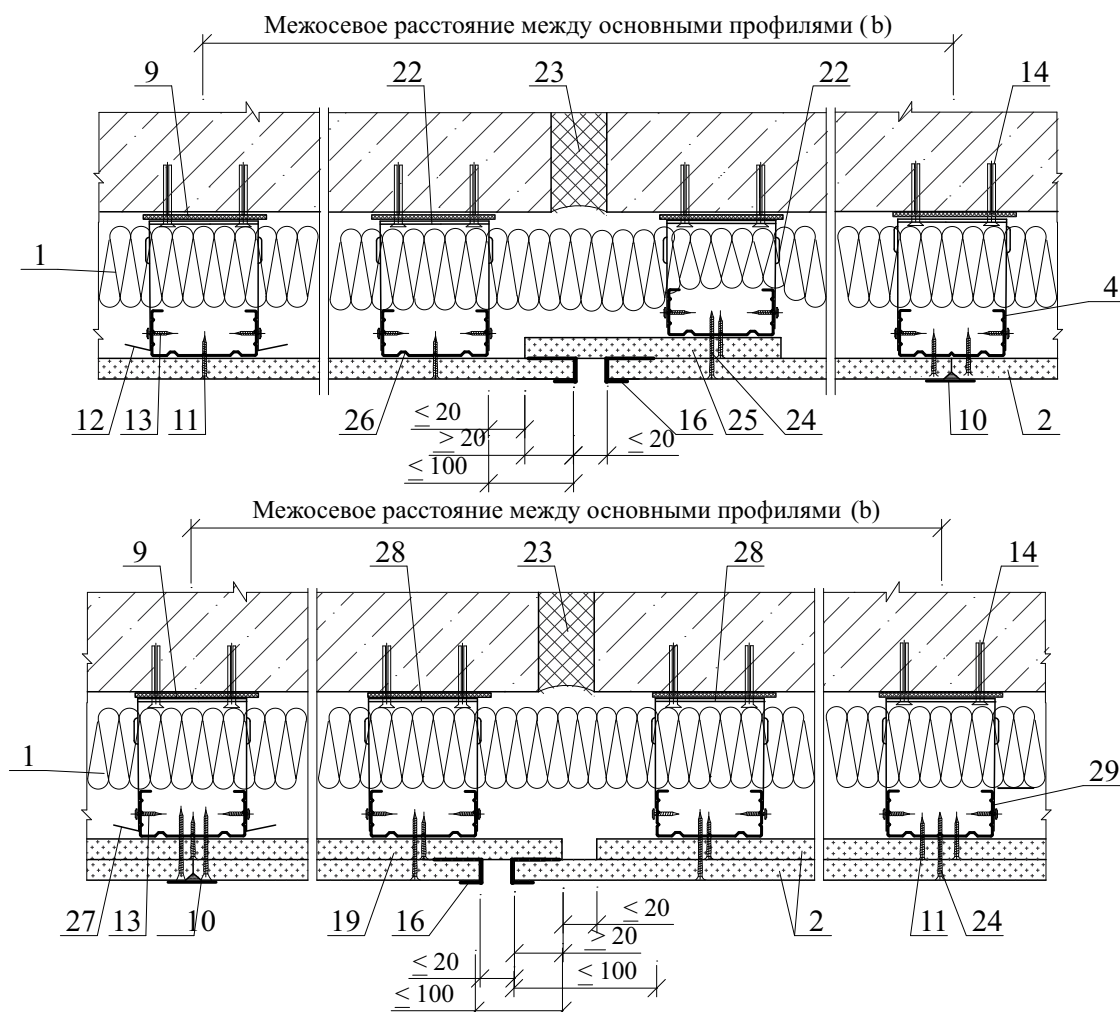 Межосевое расстояние между основными профилями (b)
9 22 23 22 14
1
4
12 13 11 26 16 25 24 10 2
≤ 20
≥ 20 ≤ 20
≤ 100
Межосевое расстояние между основными профилями (b)
9 28 23 28 14
1
29
27 13 10 19 16 2 11 24
≤ 20
≥ 20
≤ 20 ≤ 100
≤ 100